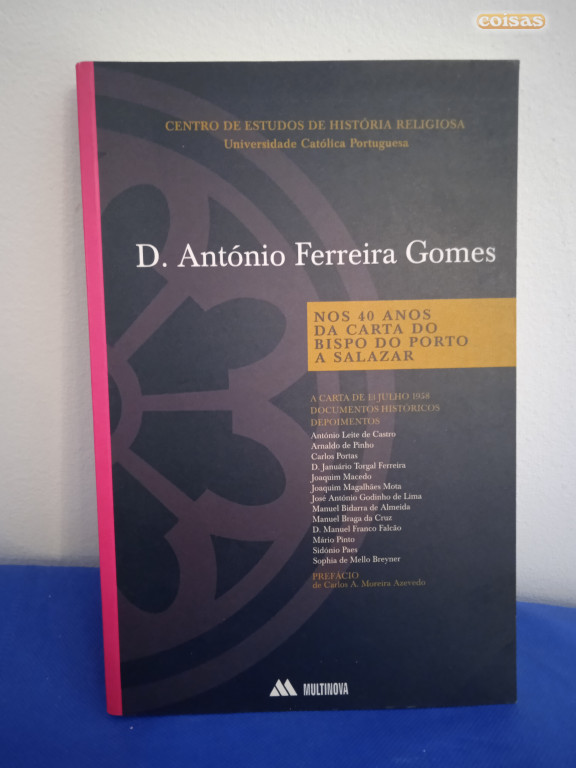 coisas
CENTRO DE ESTUDOS DE HISTÓRIA RELIGIOSA
Universidade Católica Portuguesa
D. António Ferreira Gomes
NOS 40 ANOS
DA CARTA DO
BISPO DO PORTO
A SALAZAR
A CARTA DE 13 JULHO 1958
DOCUMENTOS HISTÓRICOS
DEPOIMENTOS
António Leite de Castro
Arnaldo de Pinho
Carlos Portas
D. Januário Torgal Ferreira
Joaquim Macedo
Joaquim Magalhães Mota
José António Godinho de Lima
Manuel Bidarra de Almeida
Manuel Braga da Cruz
D. Manuel Franco Falcão
Mário Pinto
Sidónio Paes
Sophia de Mello Breyner
PREFÁCIO
de Carlos A. Moreira Azevedo
MULTINOVA